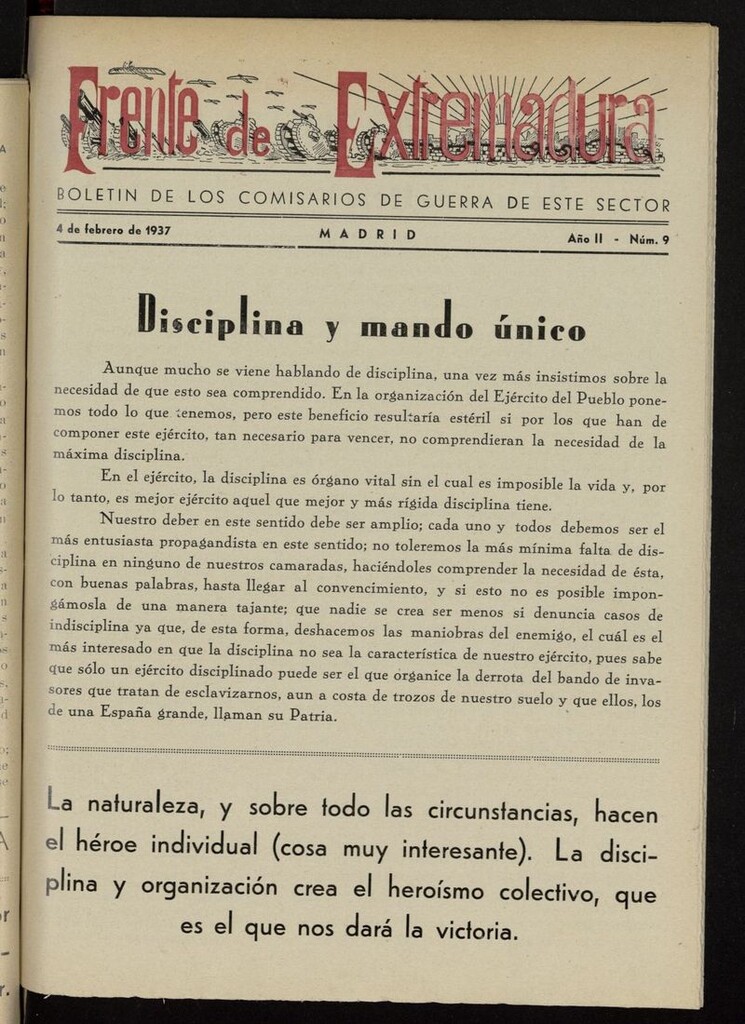 Frente de Extremadura
BOLETIN DE LOS COMISARIOS DE GUERRA DE ESTE SECTOR
4 de febrero de 1937 MADRID Año II - Núm. 9
Disciplina y mando único
Aunque mucho se viene hablando de disciplina, una vez más insistimos sobre la
necesidad de que esto sea comprendido. En la organización del Ejército del Pueblo pone-
mos todo lo que tenemos, pero este beneficio resultaría estéril si por los que han de
componer este ejército, tan necesario para vencer, no comprendieran la necesidad de la
máxima disciplina.
En el ejército, la disciplina es órgano vital sin el cual es imposible la vida y, por
lo tanto, es mejor ejército aquel que mejor y más rígida disciplina tiene.
Nuestro deber en este sentido debe ser amplio; cada uno y todos debemos ser el
más entusiasta propagandista en este sentido; no toleremos la más mínima falta de dis-
ciplina en ninguno de nuestros camaradas, haciéndoles comprender la necesidad de ésta,
con buenas palabras, hasta llegar al convencimiento, y si esto no es posible impon-
gámosla de una manera tajante; que nadie se crea ser menos si denuncia casos de
indisciplina ya que, de esta forma, deshacemos las maniobras del enemigo, el cuál es el
más interesado en que la disciplina no sea la característica de nuestro ejército, pues sabe
que sólo un ejército disciplinado puede ser el que organice la derrota del bando de inva-
sores que tratan de esclavizarnos, aun a costa de trozos de nuestro suelo y que ellos, los
de una España grande, llaman su Patria.
La naturaleza, y sobre todo las circunstancias, hacen
el héroe individual (cosa muy interesante). La disci-
plina y organización crea el heroísmo colectivo, que
es el que nos dará la victoria.